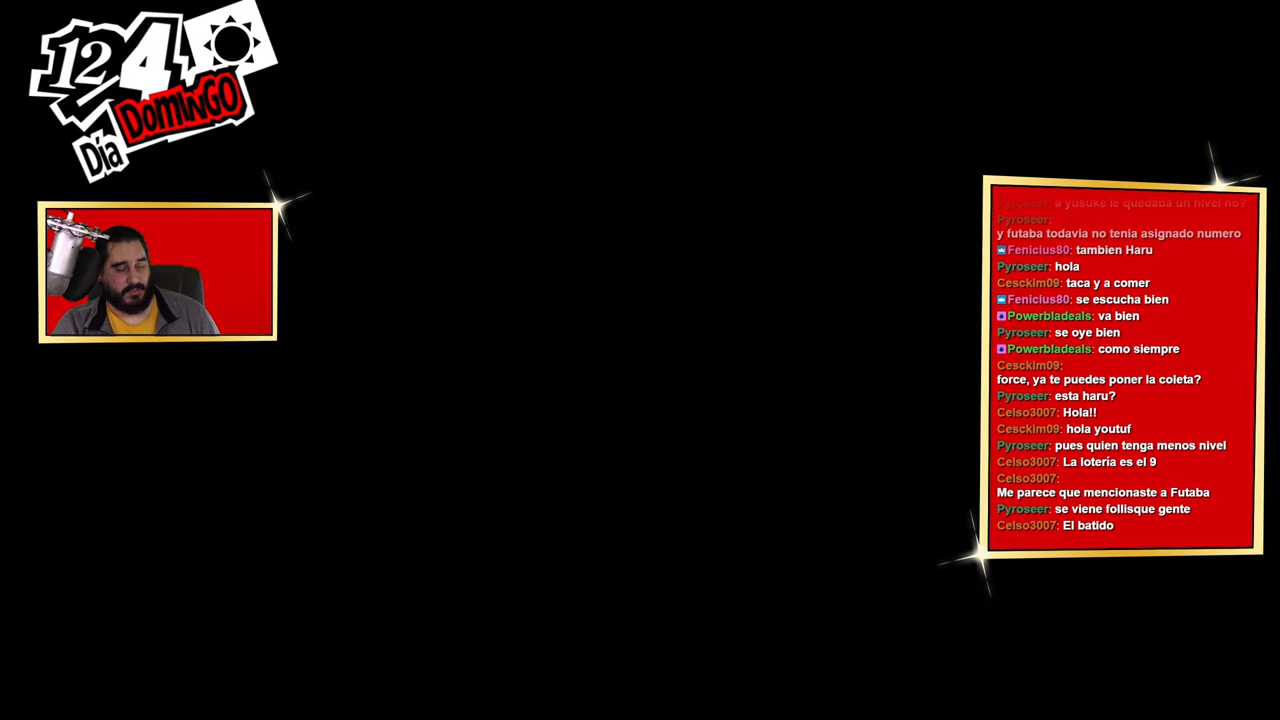 12 4
DomiNGO
Día
Pyroseer: a yusuke le quedaba un nivel no?
Pyroseer:
y futaba todavia no tenia asignado numero
Fenicius80: tambien Haru
Pyroseer: hola
Cesckim09: taca y a comer
Fenicius80: se escucha bien
Powerbladeals: va bien
Pyroseer: se oye bien
Powerbladeals: como siempre
Cesckim09:
force, ya te puedes poner la coleta?
Pyroseer: esta haru?
Celso3007: Hola!!
Cesckim09: hola youtuf
Pyroseer: pues quien tenga menos nivel
Celso3007: La lotería es el 9
Celso3007:
Me parece que mencionaste a Futaba
Pyroseer: se viene follisque gente
Celso3007: El batido